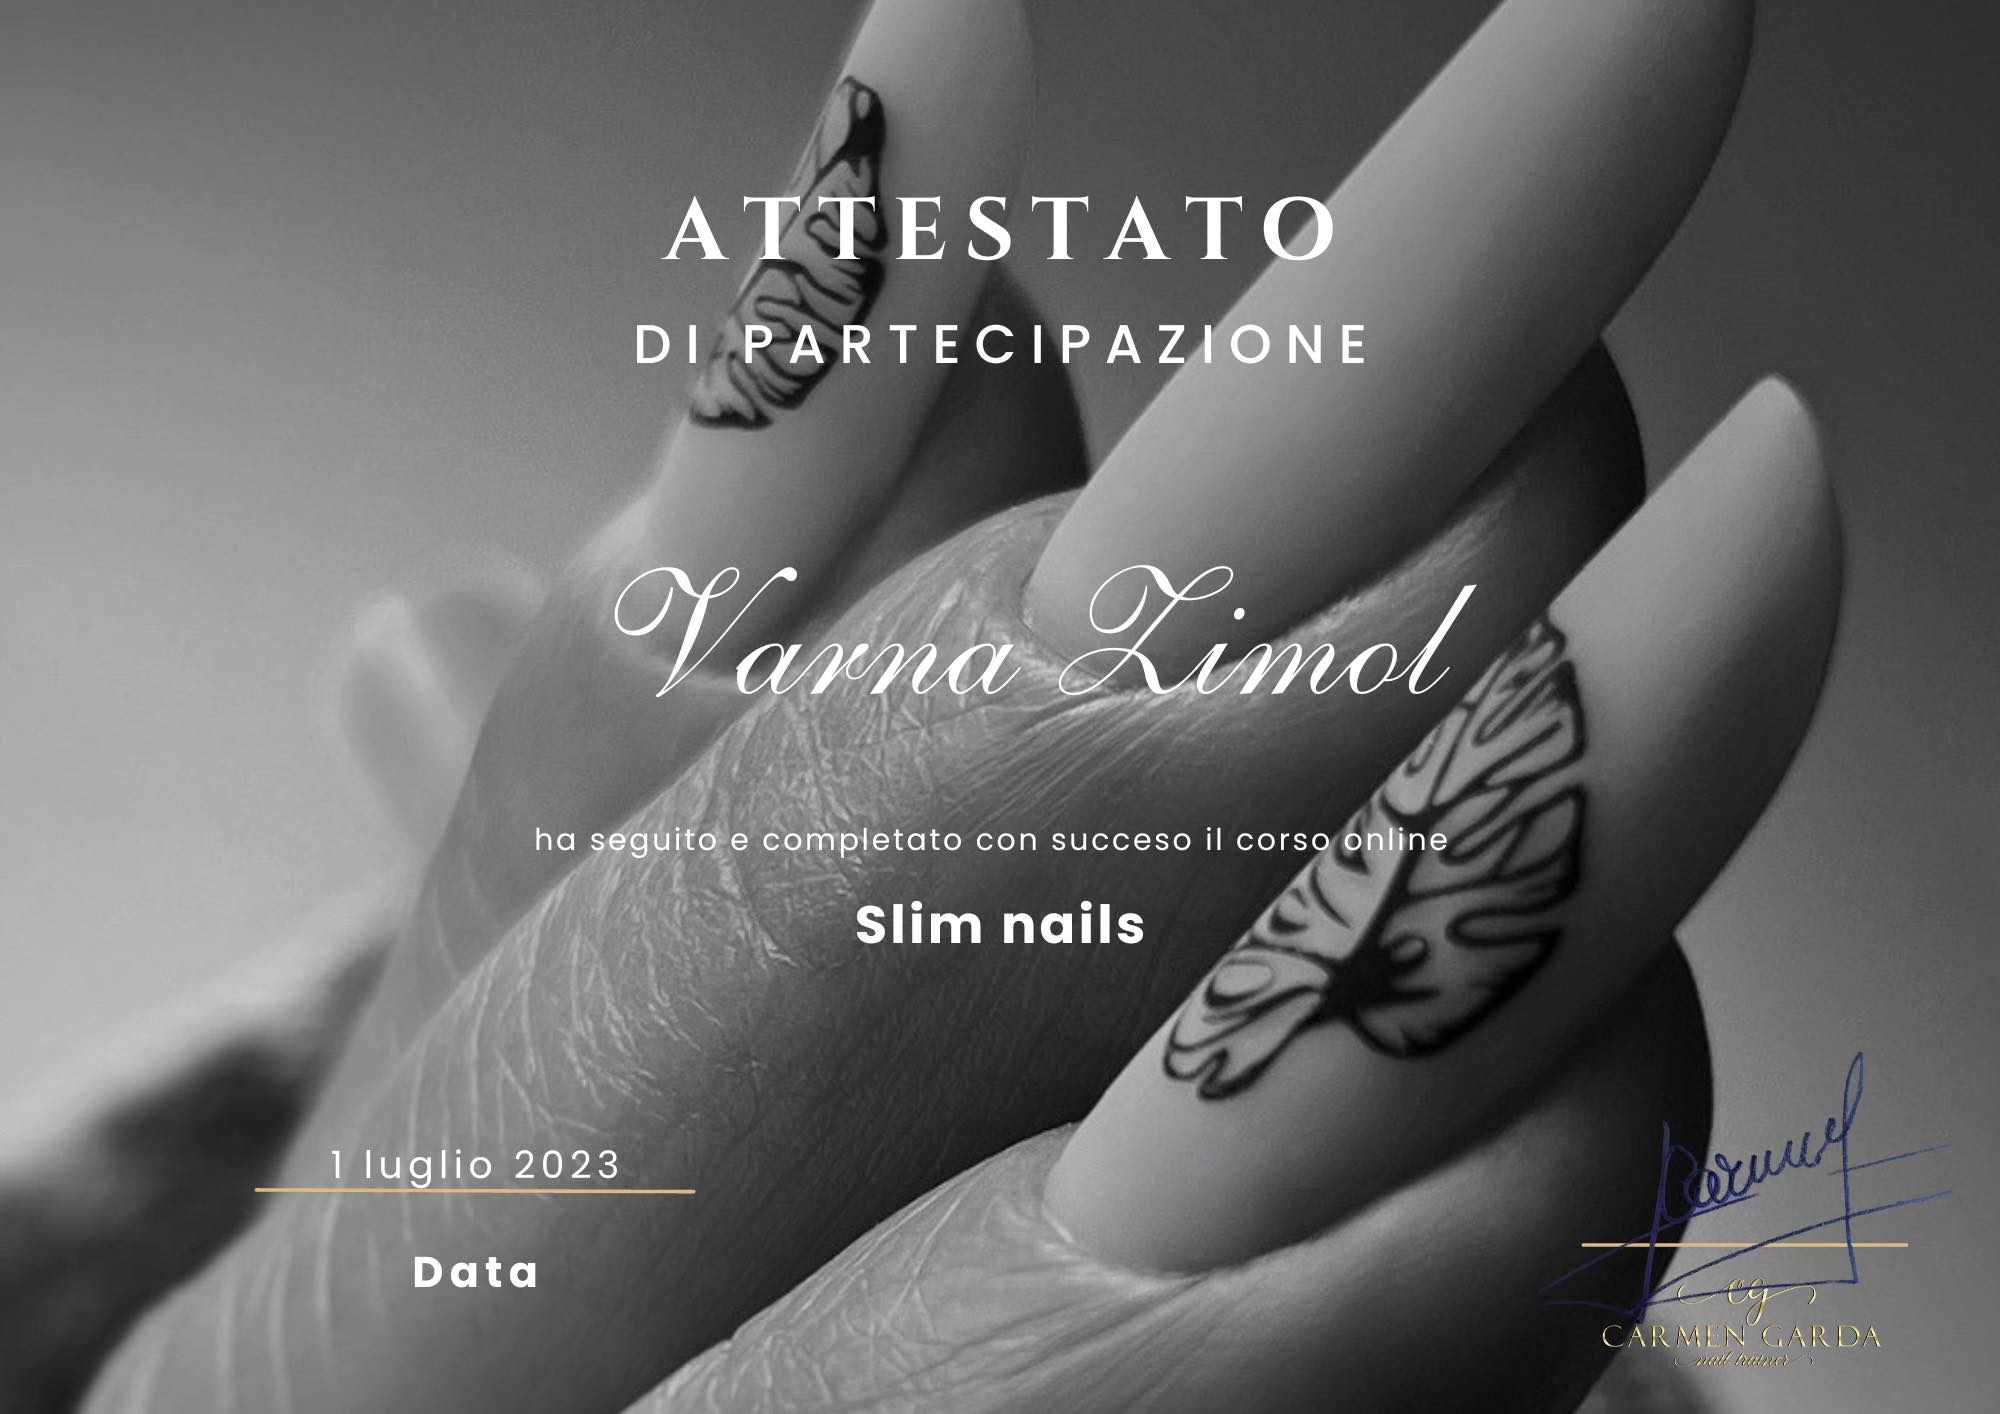 ATTESTATO
DI PARTECIPAZIONE
Varna Zimol
ha seguito e completato con succeso il corso online
Slim nails
1 luglio 2023
Data
cg
CARMEN GARDA
nail trainer